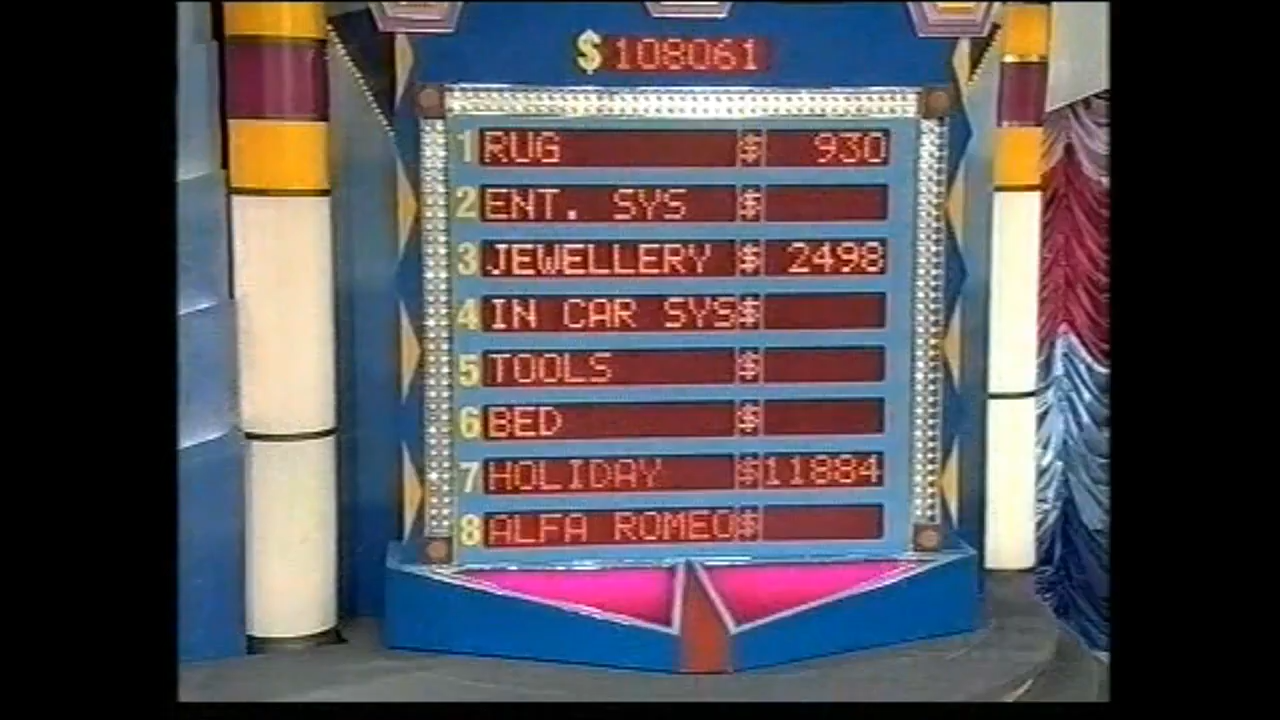 $ 108061
1 RUG $ 930
2 ENT. SYS $
3 JEWELLERY $ 2498
4 IN CAR SYS $
5 TOOLS $
6 BED $
7 HOLIDAY $ 11884
8 ALFA ROMEO $